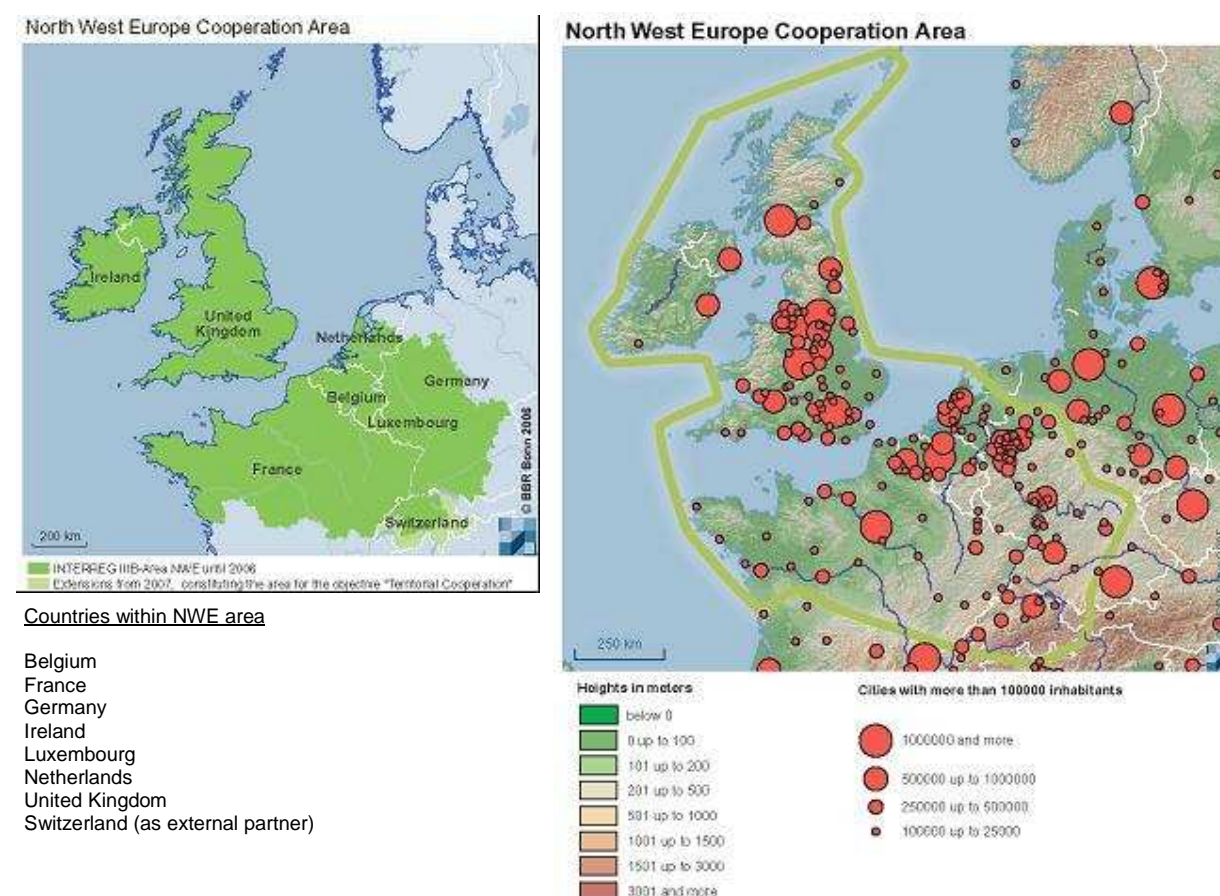 North West Europe Cooperation Area
Ireland
United
Kingdom
Netherlands
Belgium
Germany
Luxembourg
France
Switzerland
200 km
© BBR Bonn 2006
INTERREG IIIB-Area NWE until 2006
Extensions from 2007, constituting the area for the objective "Territorial Cooperation"
Countries within NWE area
Belgium
France
Germany
Ireland
Luxembourg
Netherlands
United Kingdom
Switzerland (as external partner)
North West Europe Cooperation Area
250 km
Heights in meters
below 0
0 up to 100
101 up to 200
201 up to 500
501 up to 1000
1001 up to 1500
1501 up to 3000
3001 and more
Cities with more than 100000 inhabitants
1000000 and more
500000 up to 1000000
250000 up to 500000
100000 up to 25000